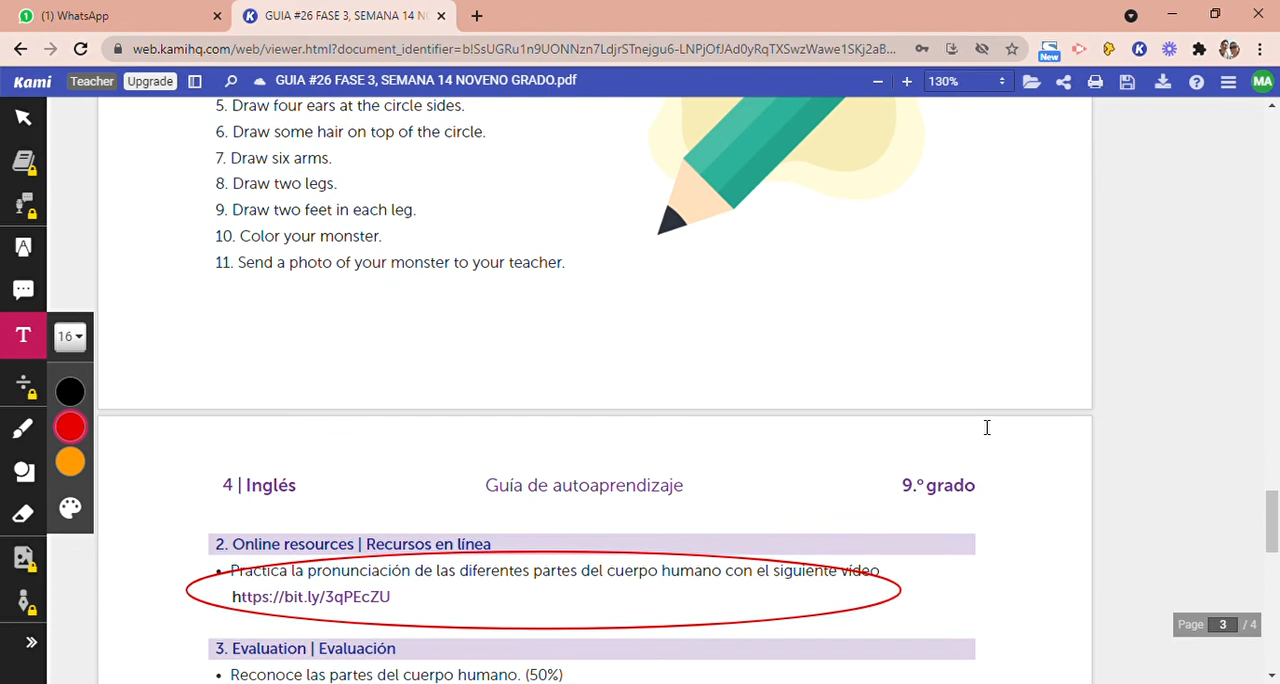 (1) WhatsApp
GUIA #26 FASE 3, SEMANA 14 N
web.kamihq.com/web/viewer.html?document_identifier=blSsUGRu1n9UONNzn7LdjrSTnejgu6-LNPjOfJAd0yRqTXSwzWawe1SKj2aB...
New
Kami
Teacher
Upgrade
GUIA #26 FASE 3, SEMANA 14 NOVENO GRADO.pdf
130%
MA
5. Draw four ears at the circle sides.
6. Draw some hair on top of the circle.
7. Draw six arms.
8. Draw two legs.
9. Draw two feet in each leg.
10. Color your monster.
11. Send a photo of your monster to your teacher.
T
16
4 | Inglés
Guía de autoaprendizaje
9.º grado
2. Online resources | Recursos en línea
• Practica la pronunciación de las diferentes partes del cuerpo humano con el siguiente vídeo
https://bit.ly/3qPEcZU
Page 3 / 4
3. Evaluation | Evaluación
• Reconoce las partes del cuerpo humano. (50%)